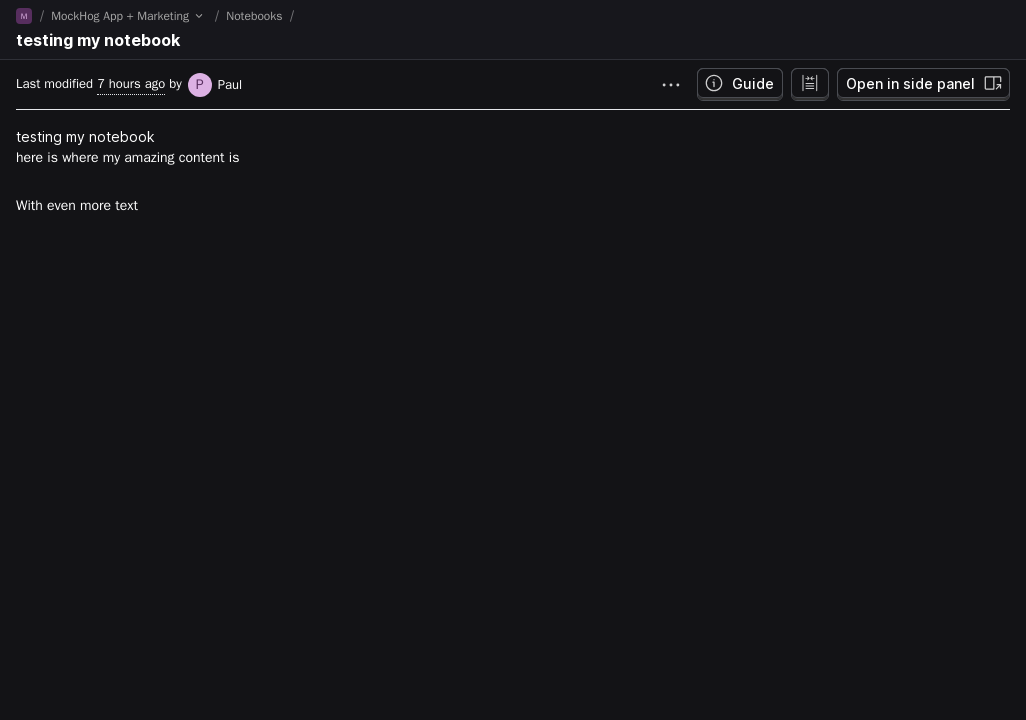 M / MockHog App + Marketing / Notebooks /
testing my notebook
Last modified 7 hours ago by P Paul
Guide
Open in side panel
testing my notebook
here is where my amazing content is
With even more text